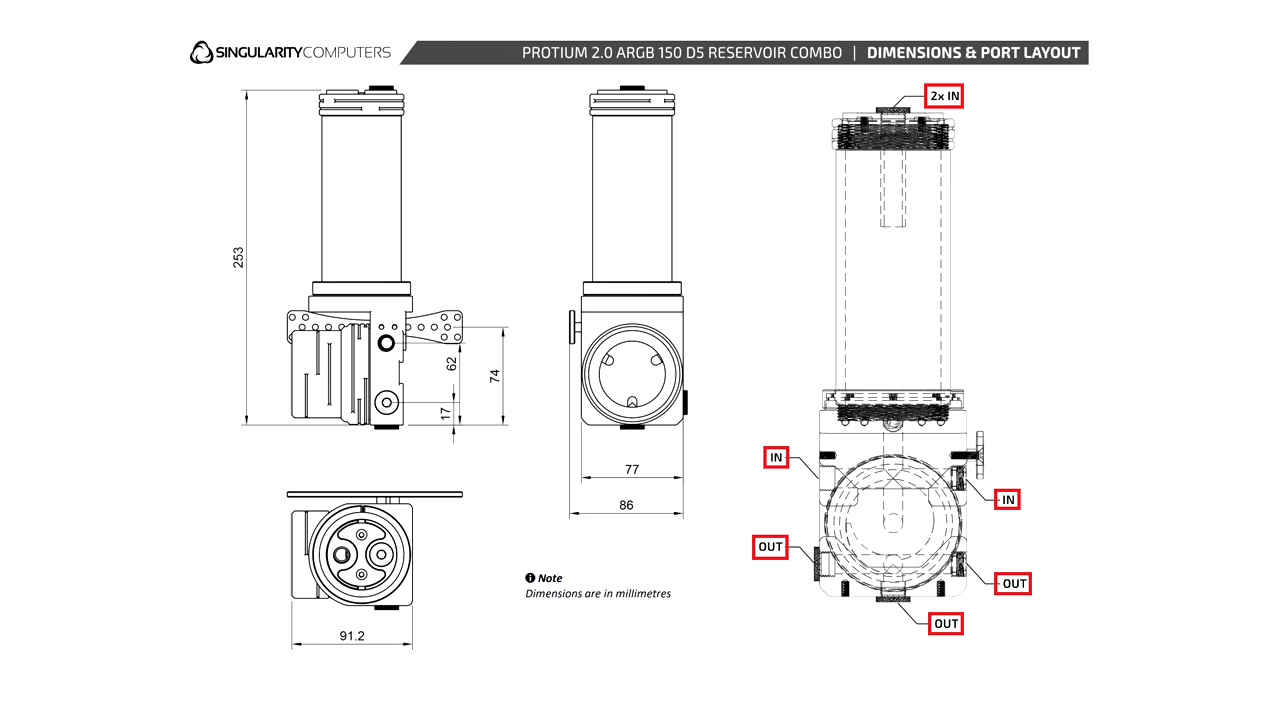 SINGULARITYCOMPUTERS
PROTIUM 2.0 ARGB 150 D5 RESERVOIR COMBO | DIMENSIONS & PORT LAYOUT
2x IN
253
62
74
17
IN
IN
77
86
OUT
OUT
OUT
Note
Dimensions are in millimetres
91.2